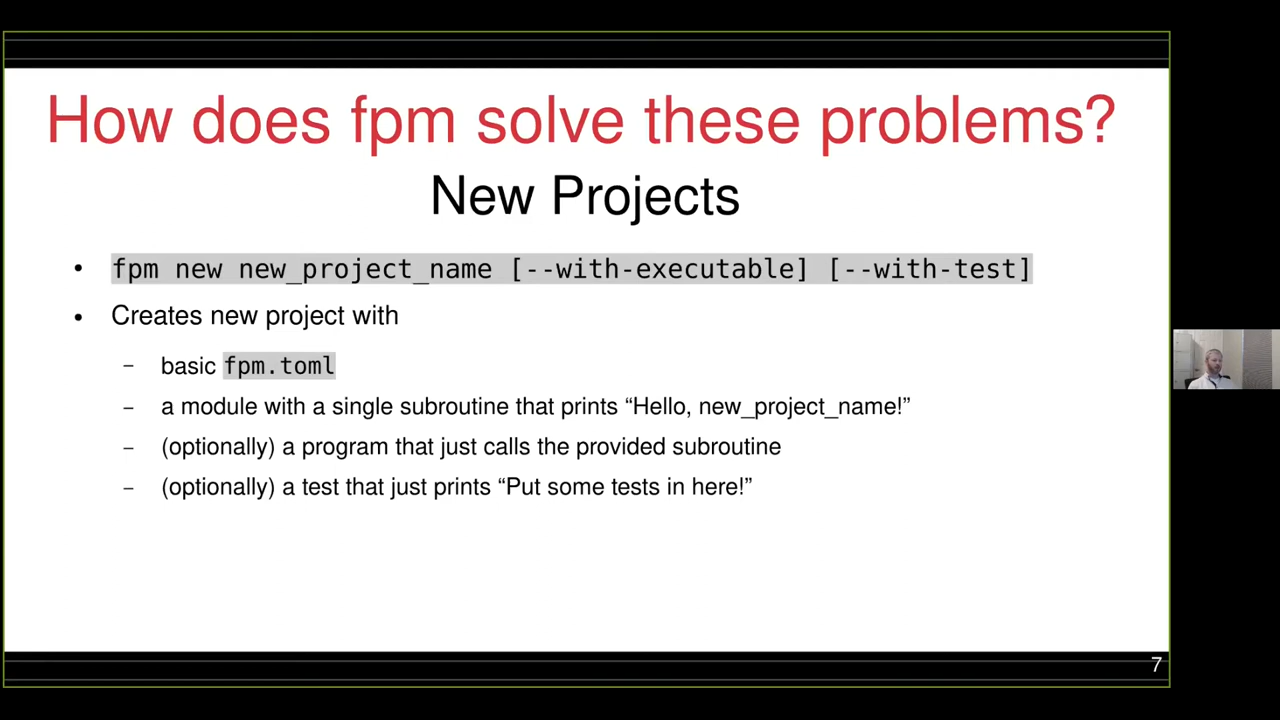 How does fpm solve these problems?
New Projects
• fpm new new_project_name [--with-executable] [--with-test]
• Creates new project with
– basic fpm.toml
– a module with a single subroutine that prints “Hello, new_project_name!”
– (optionally) a program that just calls the provided subroutine
– (optionally) a test that just prints “Put some tests in here!”
7